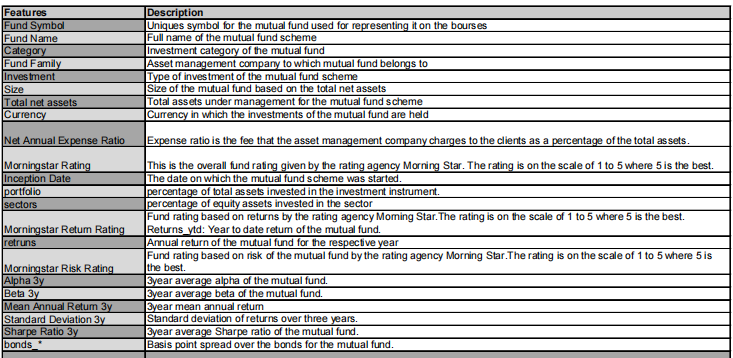 Features Description
Fund Symbol Uniques symbol for the mutual fund used for representing it on the bourses
Fund Name Full name of the mutual fund scheme
Category Investment category of the mutual fund
Fund Family Asset management company to which mutual fund belongs to
Investment Type of investment of the mutual fund scheme
Size Size of the mutual fund based on the total net assets
Total net assets Total assets under management for the mutual fund scheme
Currency Currency in which the investments of the mutual fund are held
Net Annual Expense Ratio Expense ratio is the fee that the asset management company charges to the clients as a percentage of the total assets.
Morningstar Rating This is the overall fund rating given by the rating agency Morning Star. The rating is on the scale of 1 to 5 where 5 is the best.
Inception Date The date on which the mutual fund scheme was started.
portfolio percentage of total assets invested in the investment instrument.
sectors percentage of equity assets invested in the sector
Fund rating based on returns by the rating agency Morning Star.The rating is on the scale of 1 to 5 where 5 is the best.
Morningstar Return Rating Returns_ytd: Year to date return of the mutual fund.
retruns Annual return of the mutual fund for the respective year
Fund rating based on risk of the mutual fund by the rating agency Morning Star.The rating is on the scale of 1 to 5 where 5 is
Morningstar Risk Rating the best.
Alpha 3y 3year average alpha of the mutual fund.
Beta 3y 3year average beta of the mutual fund.
Mean Annual Return 3y 3year mean annual return
Standard Deviation 3y Standard deviation of returns over three years.
Sharpe Ratio 3y 3year average Sharpe ratio of the mutual fund.
bonds_* Basis point spread over the bonds for the mutual fund.